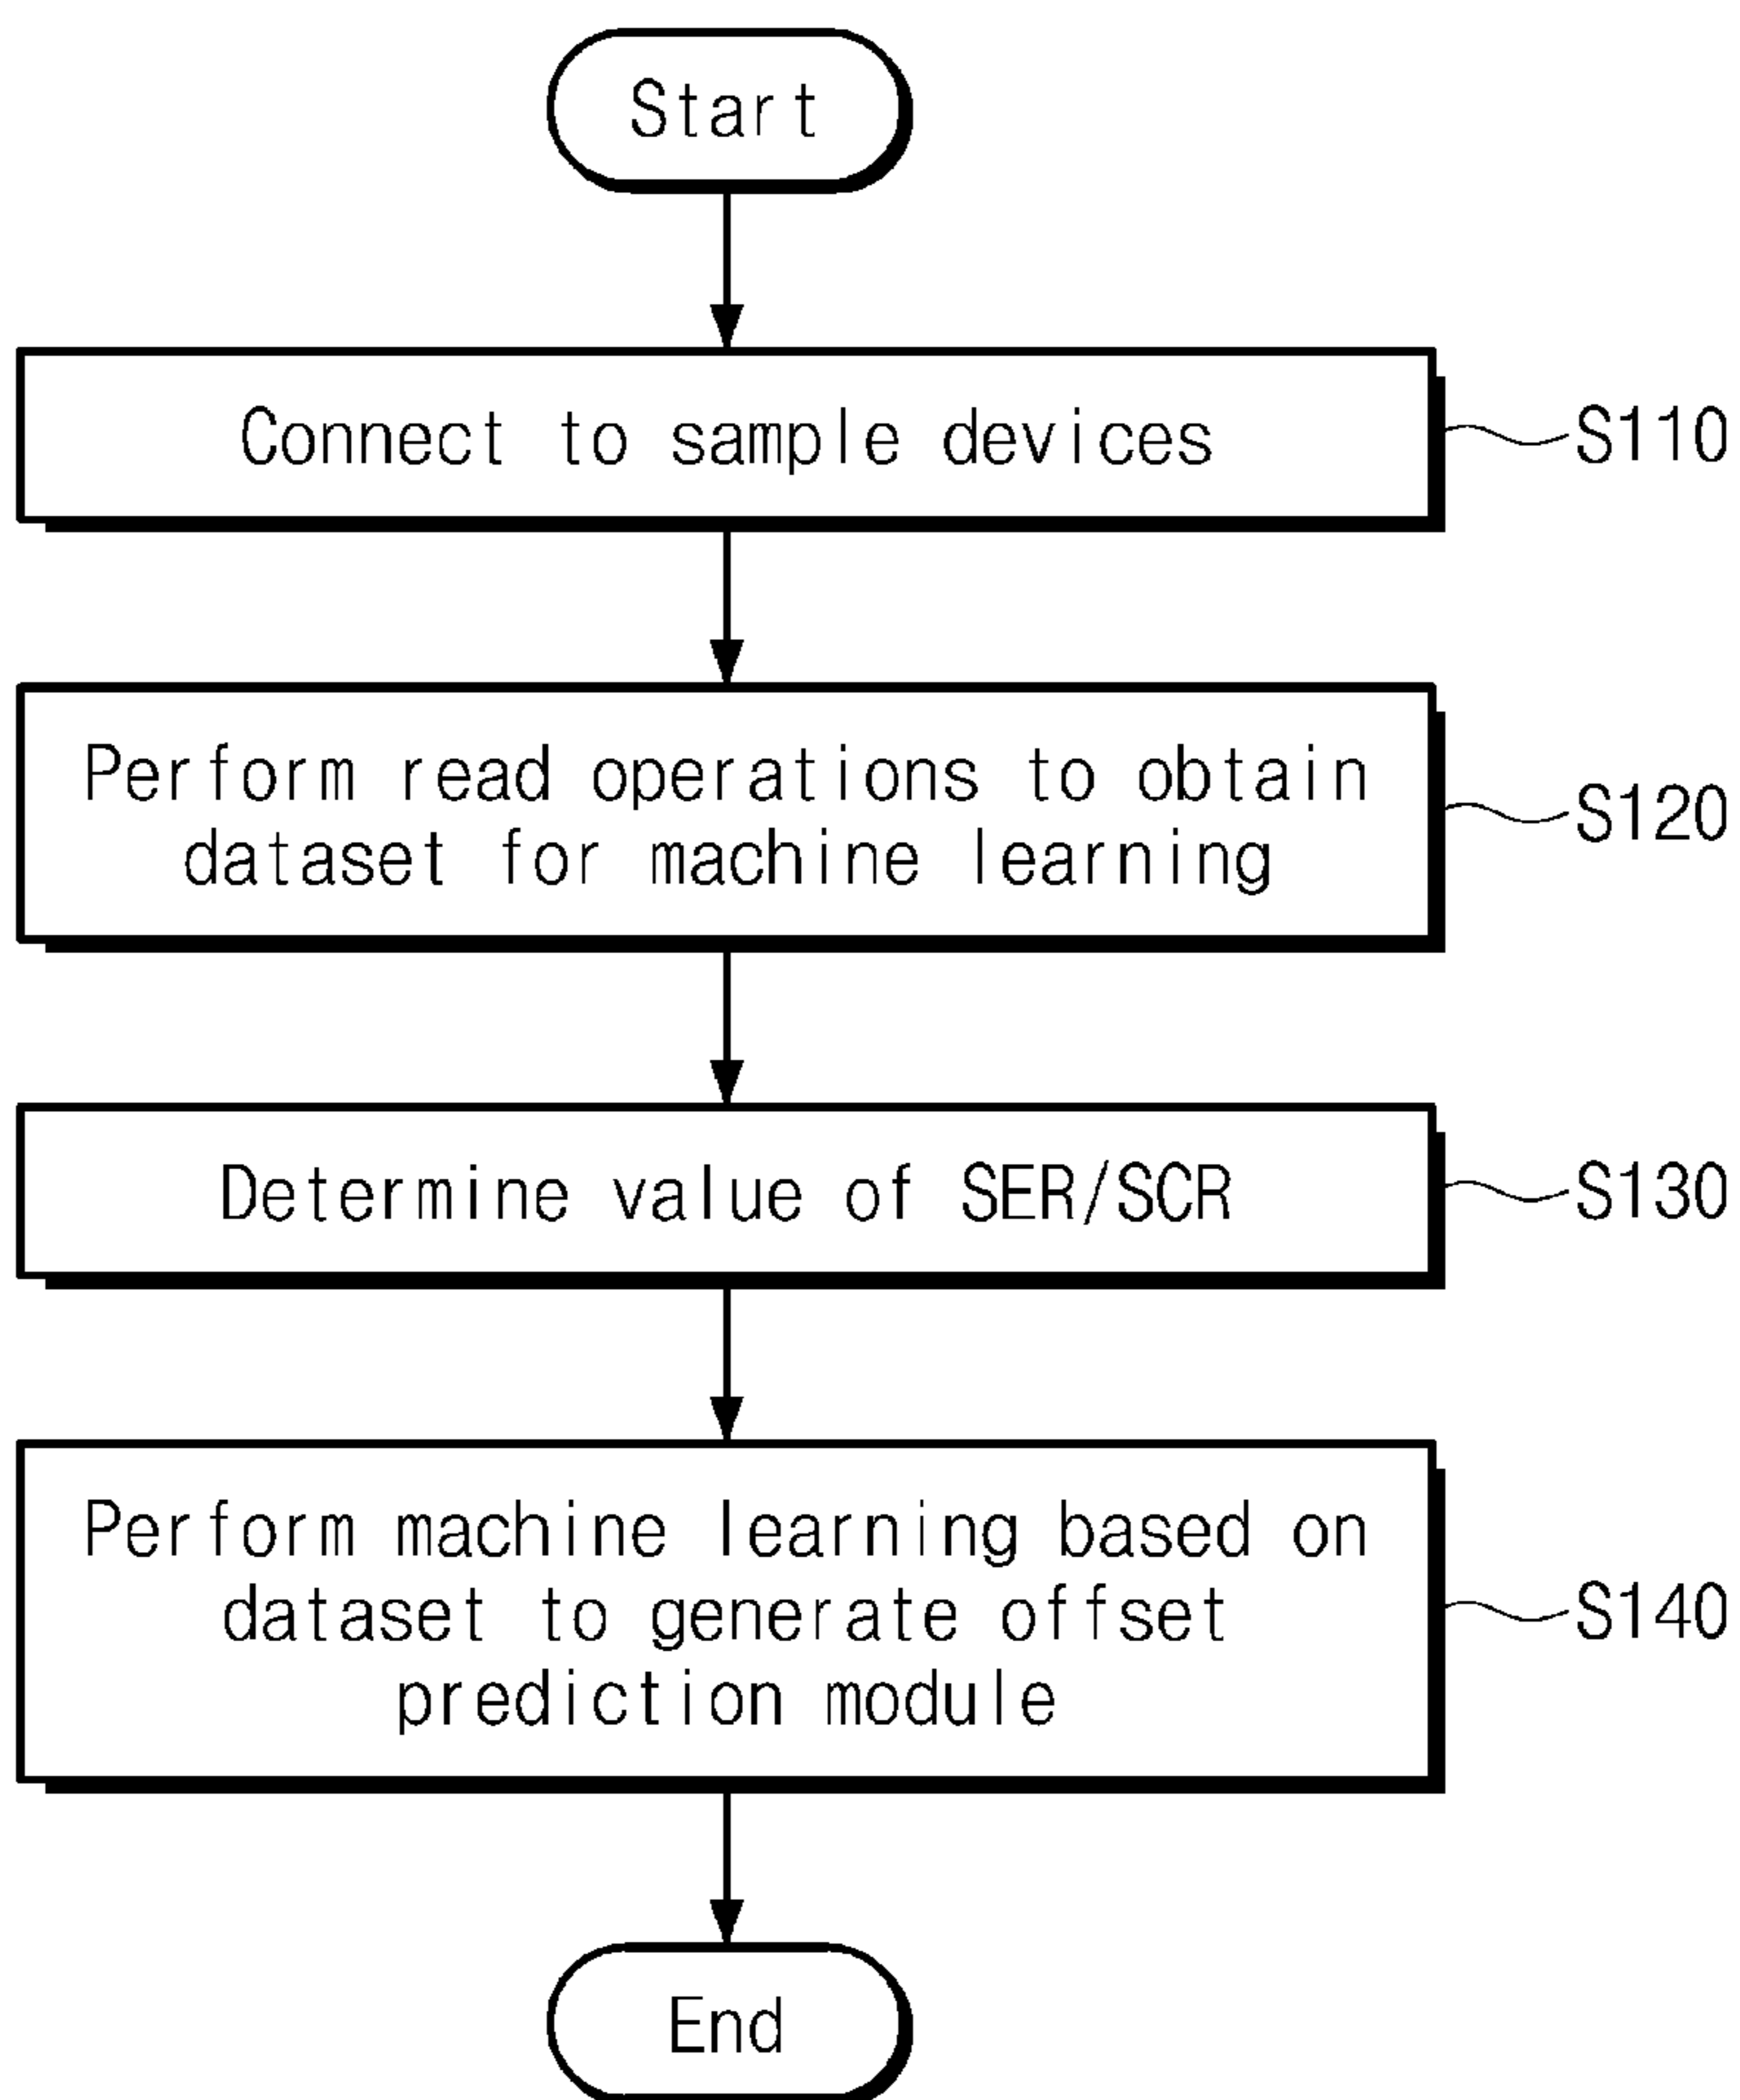 Start
Connect to sample devices
S110
Perform read operations to obtain
dataset for machine learning
S120
Determine value of SER/SCR
S130
Perform machine learning based on
dataset to generate offset
prediction module
S140
End